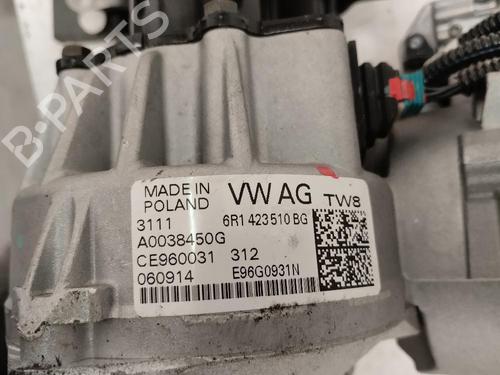 B-PARTS
MADE IN
POLAND
VW AG
TW8
3111
6R1 423 510 BG
A0038450G
CE960031 312
060914
E96G0931N